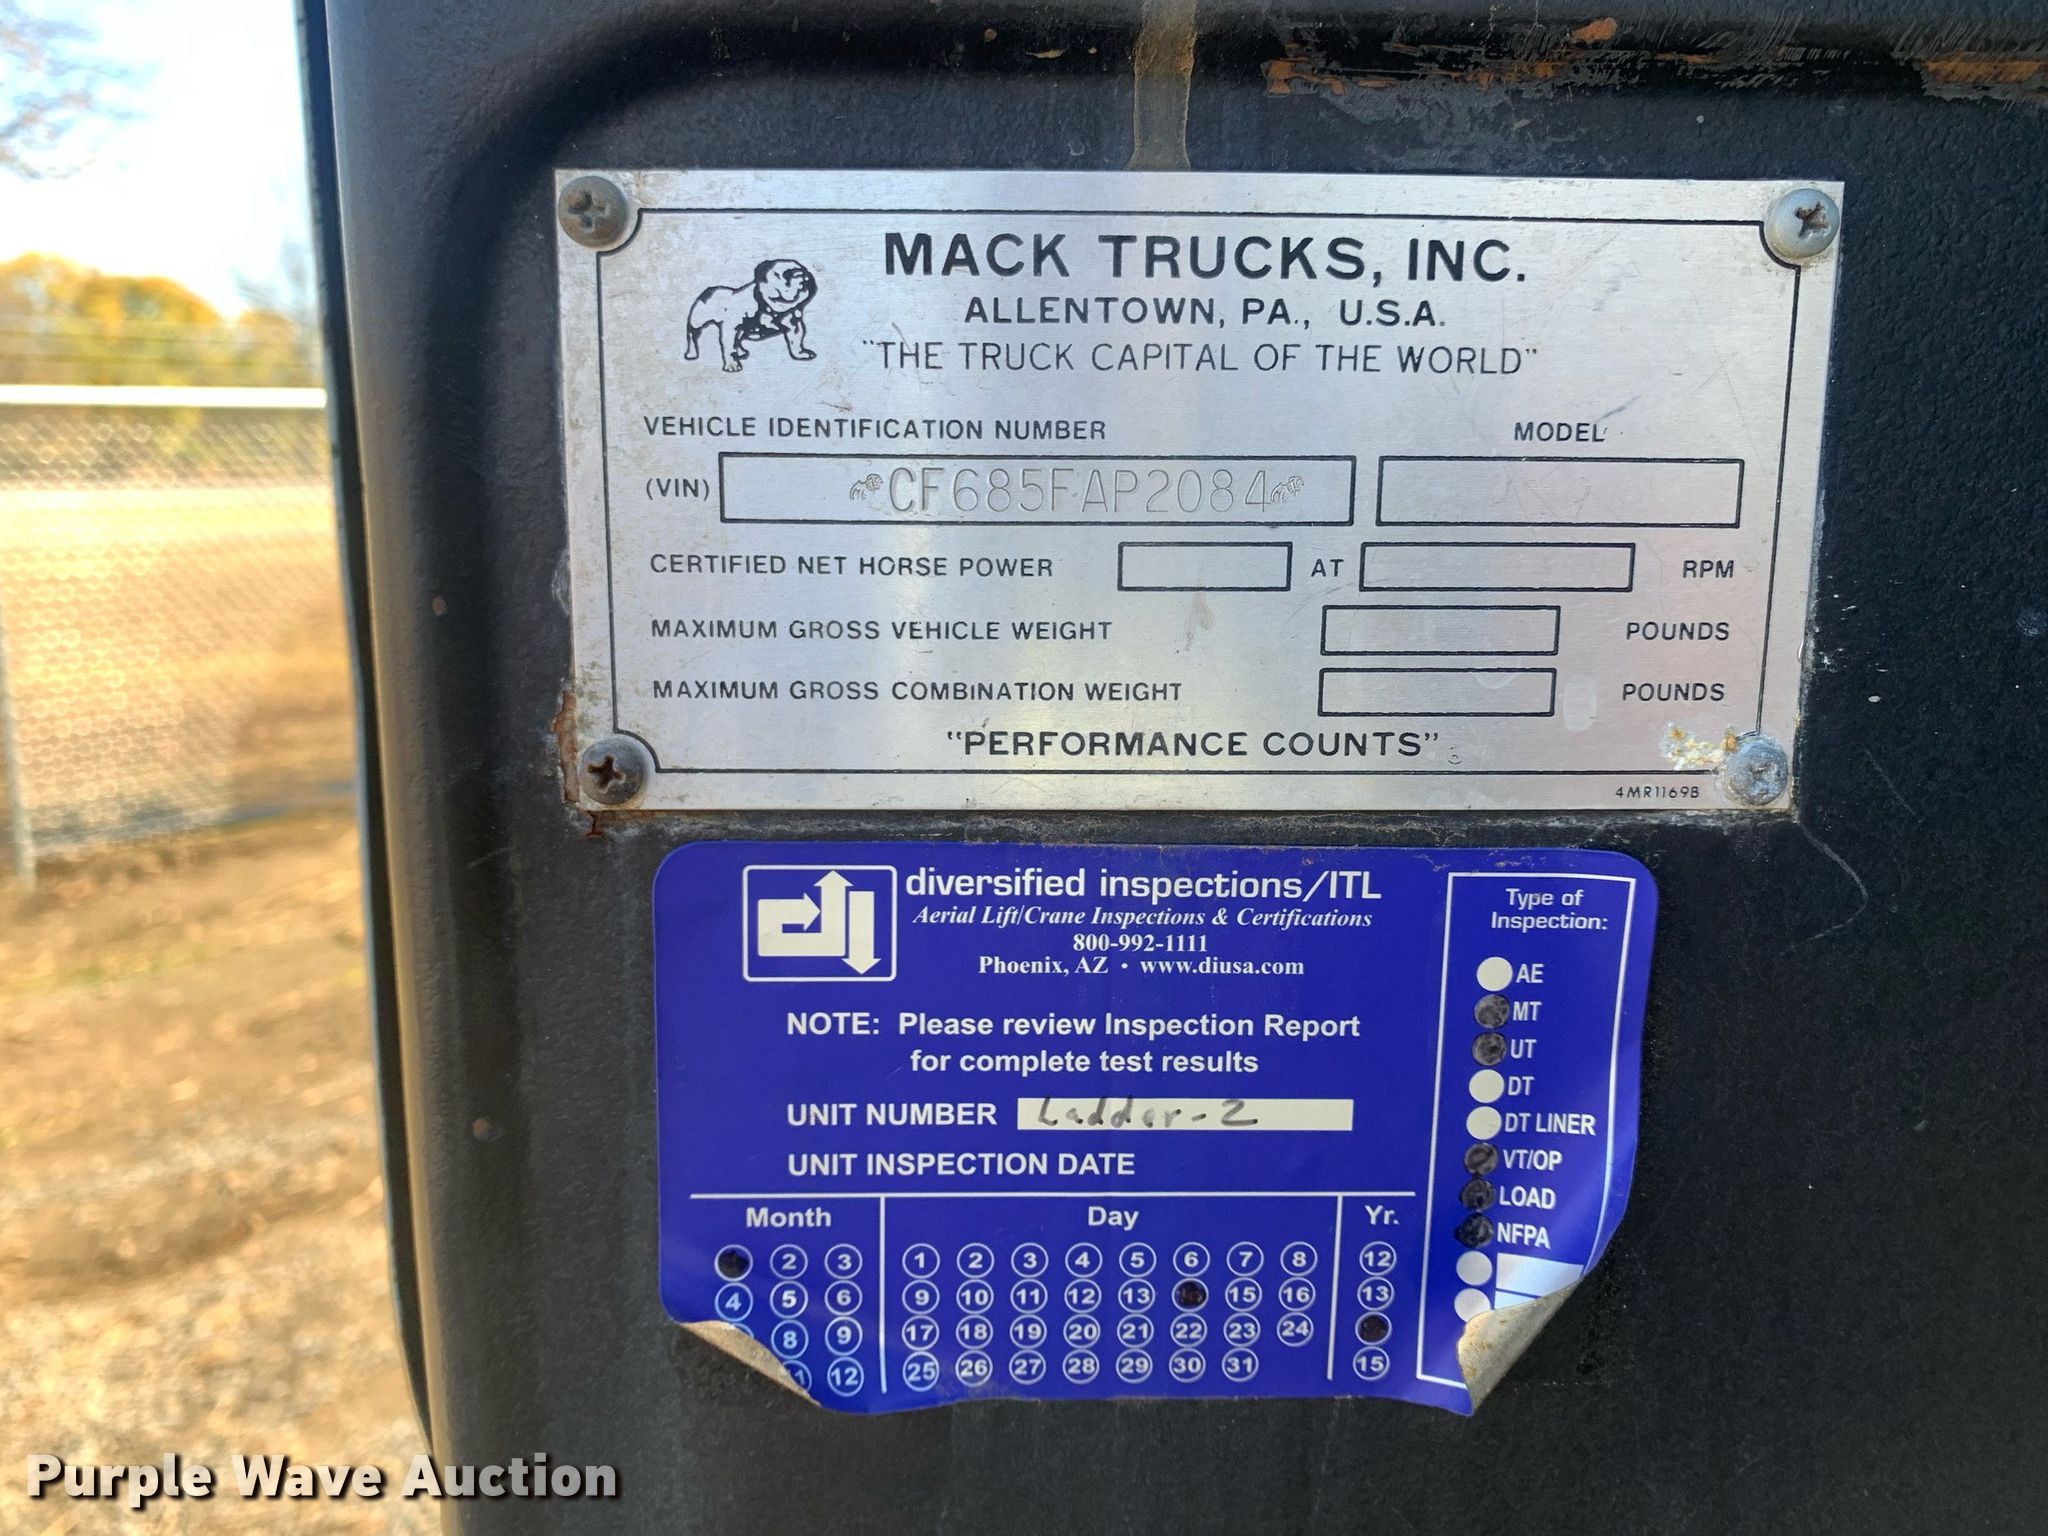 MACK TRUCKS, INC.
ALLENTOWN, PA., U.S.A.
"THE TRUCK CAPITAL OF THE WORLD"
VEHICLE IDENTIFICATION NUMBER MODEL
(VIN) CF685FAP2084
CERTIFIED NET HORSE POWER AT RPM
MAXIMUM GROSS VEHICLE WEIGHT POUNDS
MAXIMUM GROSS COMBINATION WEIGHT POUNDS
"PERFORMANCE COUNTS"
4MR1169B
diversified inspections/ITL
Aerial Lift/Crane Inspections & Certifications
800-992-1111
Phoenix, AZ • www.diusa.com
NOTE: Please review Inspection Report
for complete test results
UNIT NUMBER Ladder-2
UNIT INSPECTION DATE
Month Day Yr.
2 3 1 2 3 4 5 6 7 8 12
4 5 6 9 10 11 12 13 15 16 13
8 9 17 18 19 20 21 22 23 24
12 25 26 27 28 29 30 31 15
Type of
Inspection:
AE
MT
UT
DT
DT LINER
VT/OP
LOAD
NFPA
Purple Wave Auction